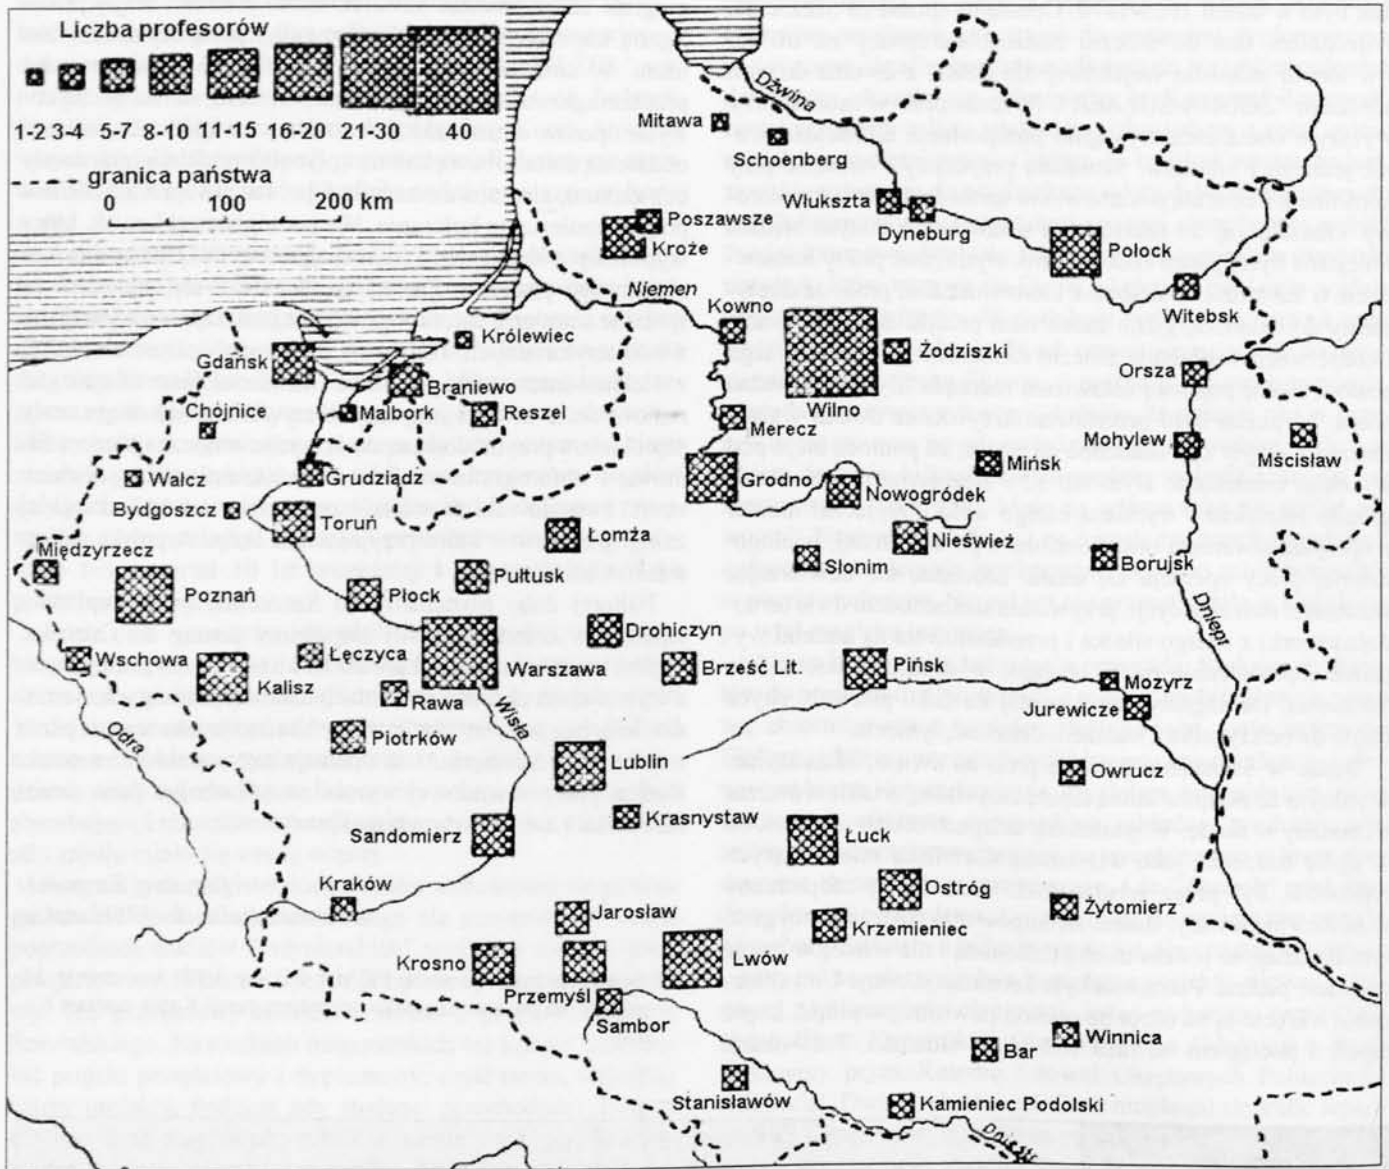 Liczba profesorów
1-2 3-4 5-7 8-10 11-15 16-20 21-30 > 40
granica państwa
0 100 200 km
Dzwina
Mitawa
Schoenberg
Włukszta
Dyneburg
Połock
Witebsk
Poszawsze
Kroże
Niemen
Kowno
Królewiec
Gdańsk
Braniewo
Żodziszki
Orsza
Wilno
Chójnice
Malbork
Reszel
Merecz
Mohylew
Mścisław
Wałcz
Grudziądz
Grodno
Mińsk
Nowogródek
Bydgoszcz
Toruń
Łomża
Nieśwież
Międzyrzecz
Pułtusk
Słonim
Borujsk
Poznań
Płock
Dniepr
Drohiczyn
Wschowa
Łęczyca
Warszawa
Brześć Lit.
Pińsk
Kalisz
Rawa
Mozyr
Jurewicze
Odra
Wisła
Piotrków
Lublin
Owrucz
Krasnystaw
Sandomierz
Łuck
Kraków
Ostróg
Jarosław
Żytomierz
Krzemieniec
Krosno
Lwów
Przemyśl
Sambor
Winnica
Bar
Stanisławów
Kamieniec Podolski